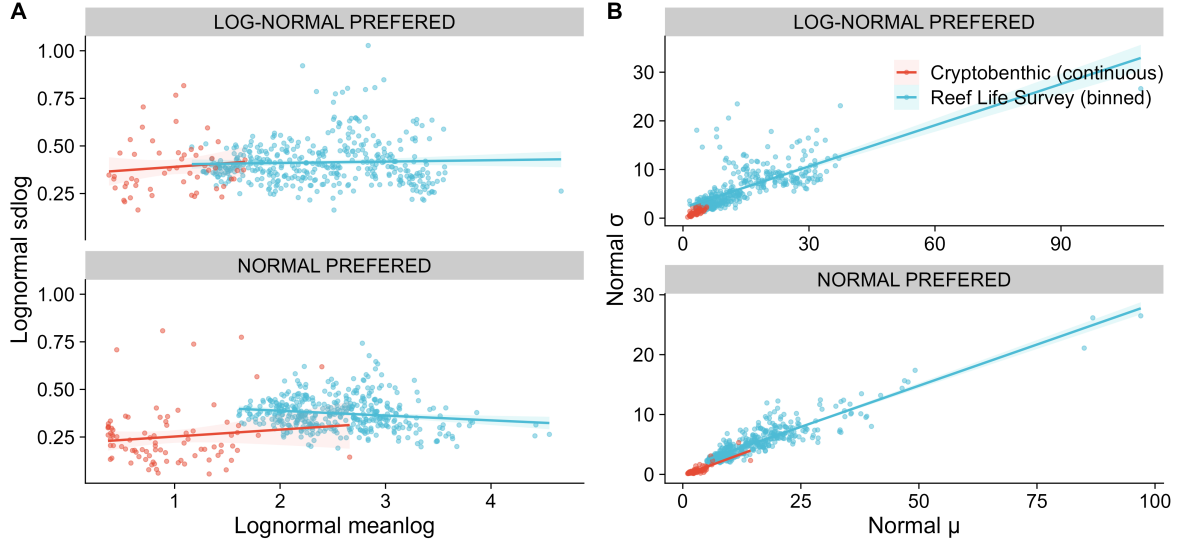 A
LOG-NORMAL PREFERED
1.00
0.75
0.50
0.25
NORMAL PREFERED
1.00
0.75
0.50
0.25
1 2 3 4
Lognormal meanlog
Lognormal sdlog
B
LOG-NORMAL PREFERED
30
20
10
0
Cryptobenthic (continuous)
Reef Life Survey (binned)
0 30 60 90
NORMAL PREFERED
30
20
10
0
0 25 50 75 100
Normal μ
Normal σ